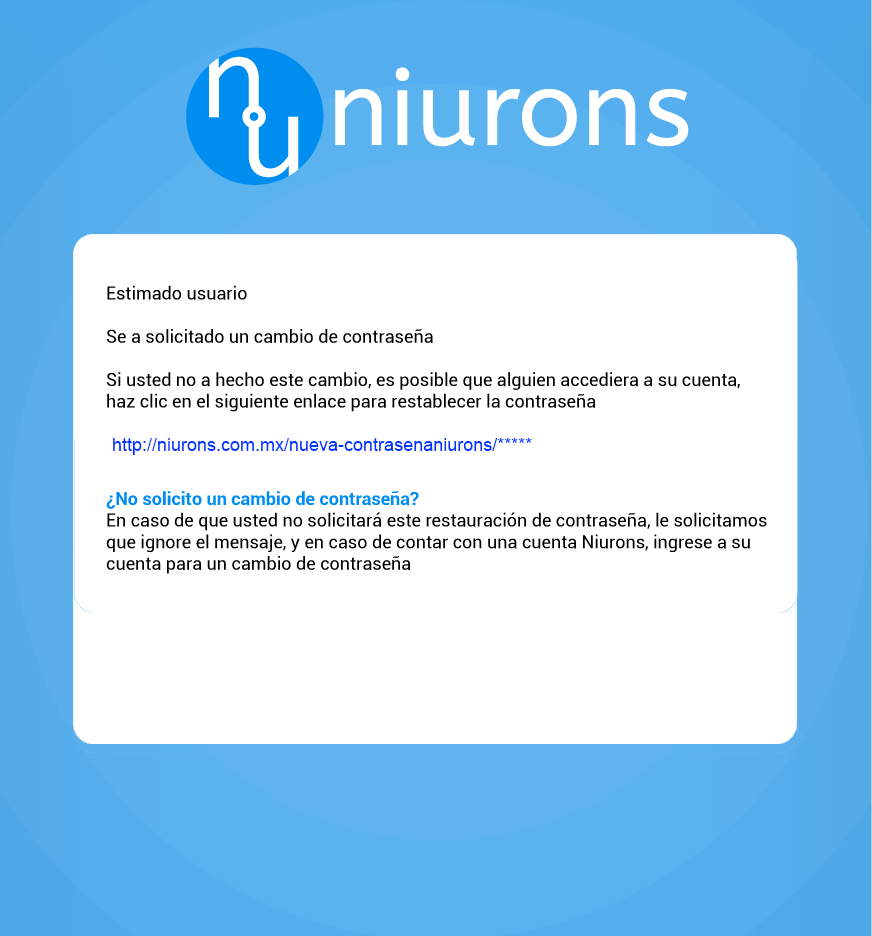 nu niurons
Estimado usuario
Se a solicitado un cambio de contraseña
Si usted no a hecho este cambio, es posible que alguien accediera a su cuenta,
haz clic en el siguiente enlace para restablecer la contraseña
http://niurons.com.mx/nueva-contrasenaniurons/*****
¿No solicito un cambio de contraseña?
En caso de que usted no solicitará este restauración de contraseña, le solicitamos
que ignore el mensaje, y en caso de contar con una cuenta Niurons, ingrese a su
cuenta para un cambio de contraseña